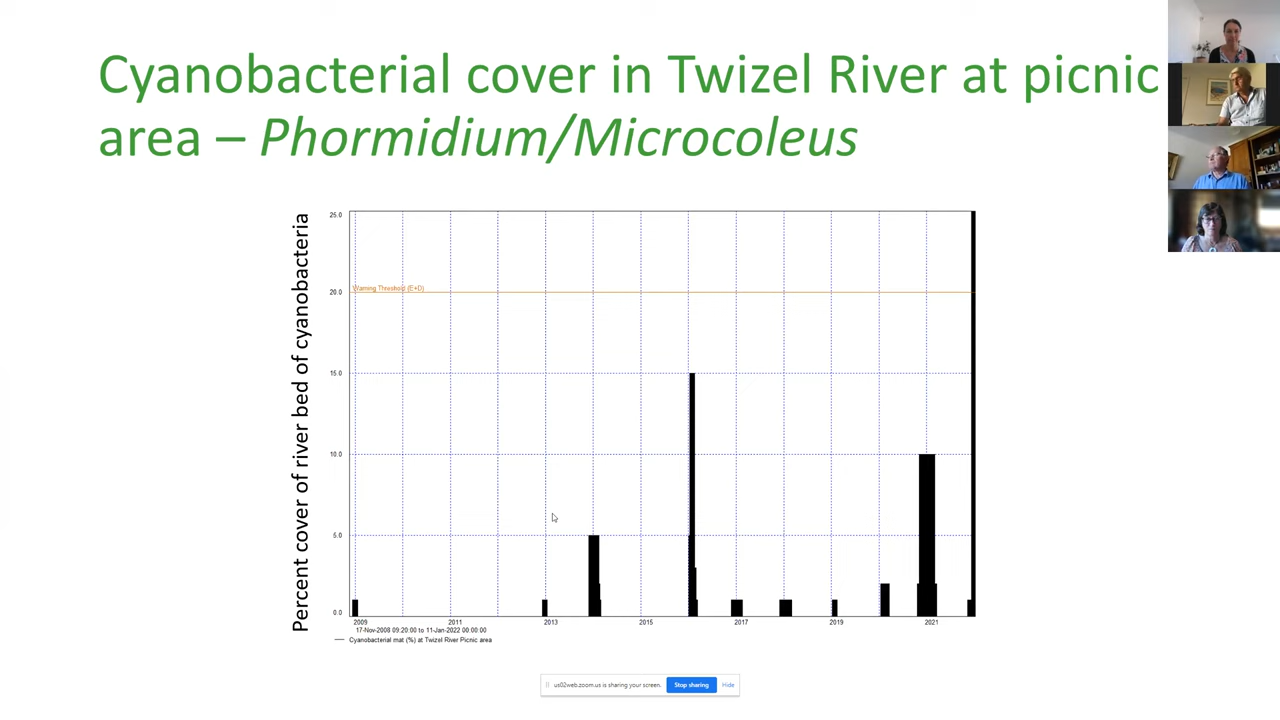 Cyanobacterial cover in Twizel River at picnic
area – Phormidium/Microcoleus
Percent cover of river bed of cyanobacteria
25.0
Warning Threshold (E+D)
20.0
15.0
10.0
5.0
0.0
2009 2011 2013 2015 2017 2019 2021
17-Nov-2008 09:20:00 to 11-Jan-2022 00:00:00
Cyanobacterial mat (%) at Twizel River Picnic area
us02web.zoom.us is sharing your screen. Stop sharing Hide